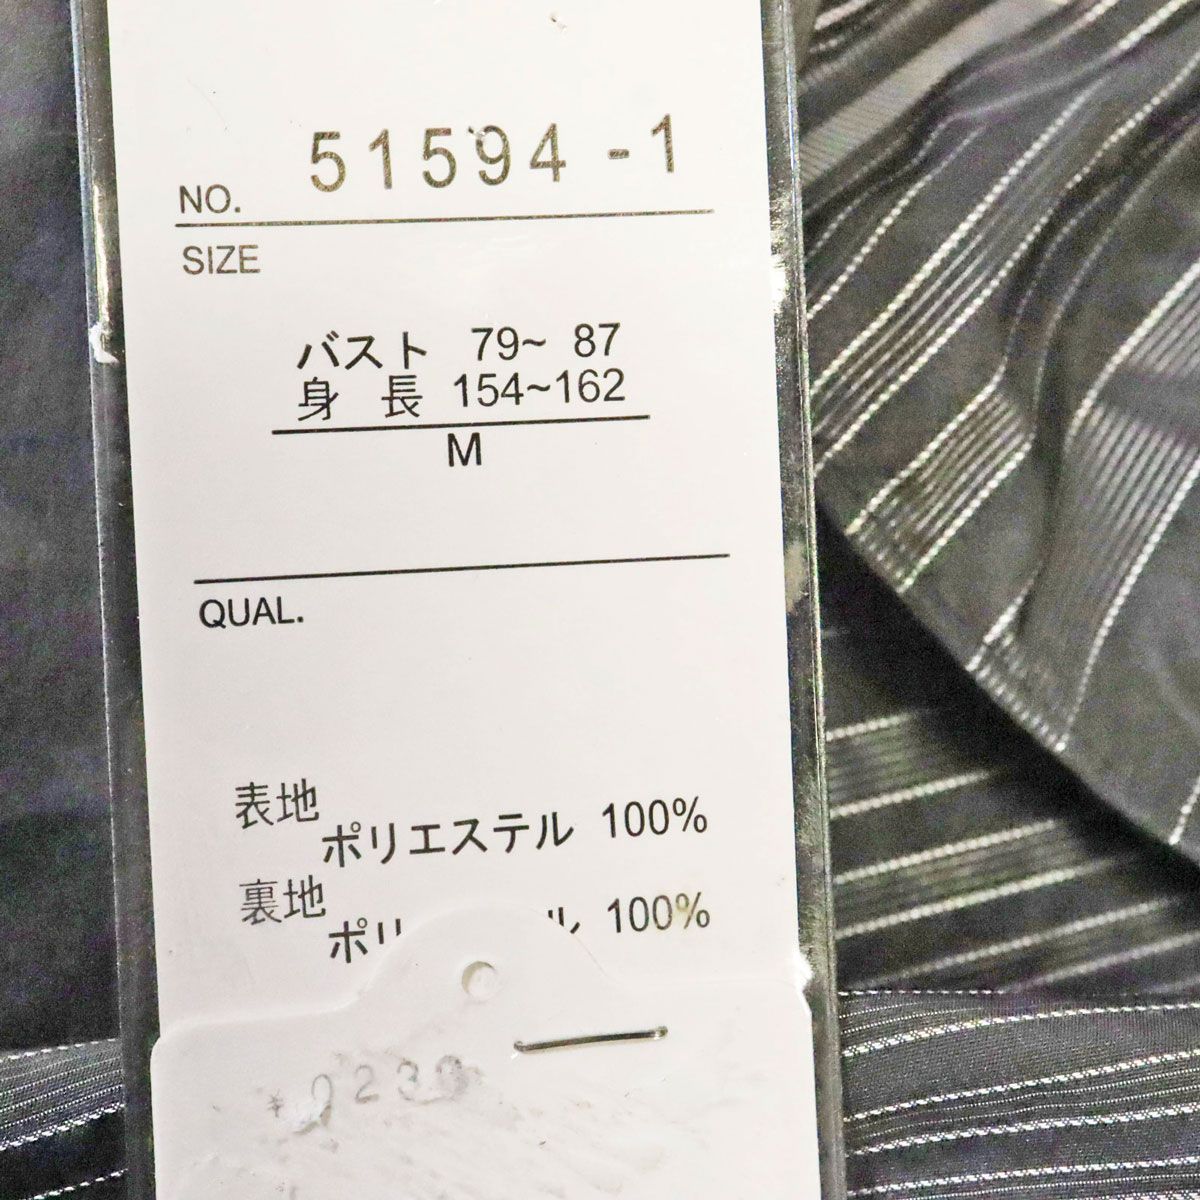 NO. 51594-1
SIZE
バスト 79~ 87
身 長 154~162
M
QUAL.
表地
ポリエステル 100%
裏地
100%